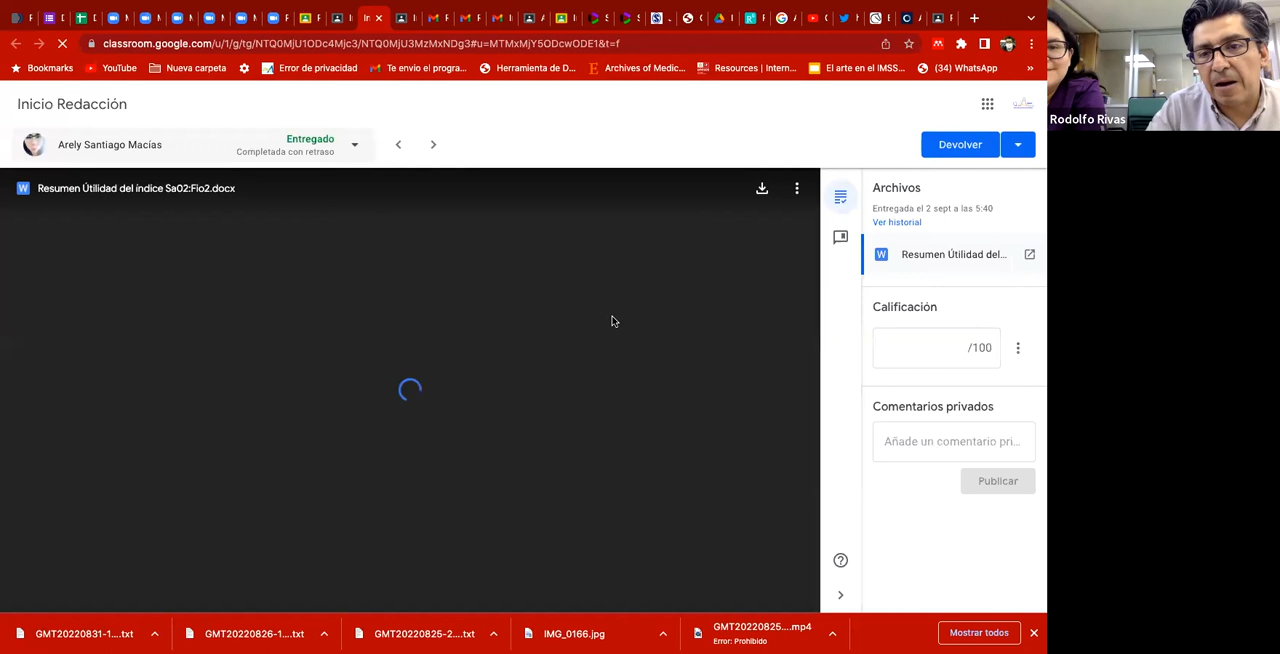 classroom.google.com/u/1/g/tg/NTQ0MjU1ODc4Mjc3/NTQ0MjU3MzMxNDg3#u=MTMxMjY5ODcwODE1&t=f
Bookmarks YouTube Nueva carpeta Error de privacidad Te envio el progra... Herramienta de D... Archives of Medic... Resources | Intern... El arte en el IMSS... (34) WhatsApp »
Inicio Redacción
Arely Santiago Macías
Entregado
Completada con retraso
Devolver
Resumen Útilidad del índice Sa02:Fio2.docx
Archivos
Entregada el 2 sept a las 5:40
Ver historial
Resumen Útilidad del...
Calificación
/100
Comentarios privados
Añade un comentario pri...
Publicar
GMT20220831-1....txt
GMT20220826-1....txt
GMT20220825-2....txt
IMG_0166.jpg
GMT20220825....mp4
Error: Prohibido
Mostrar todos
Rodolfo Rivas